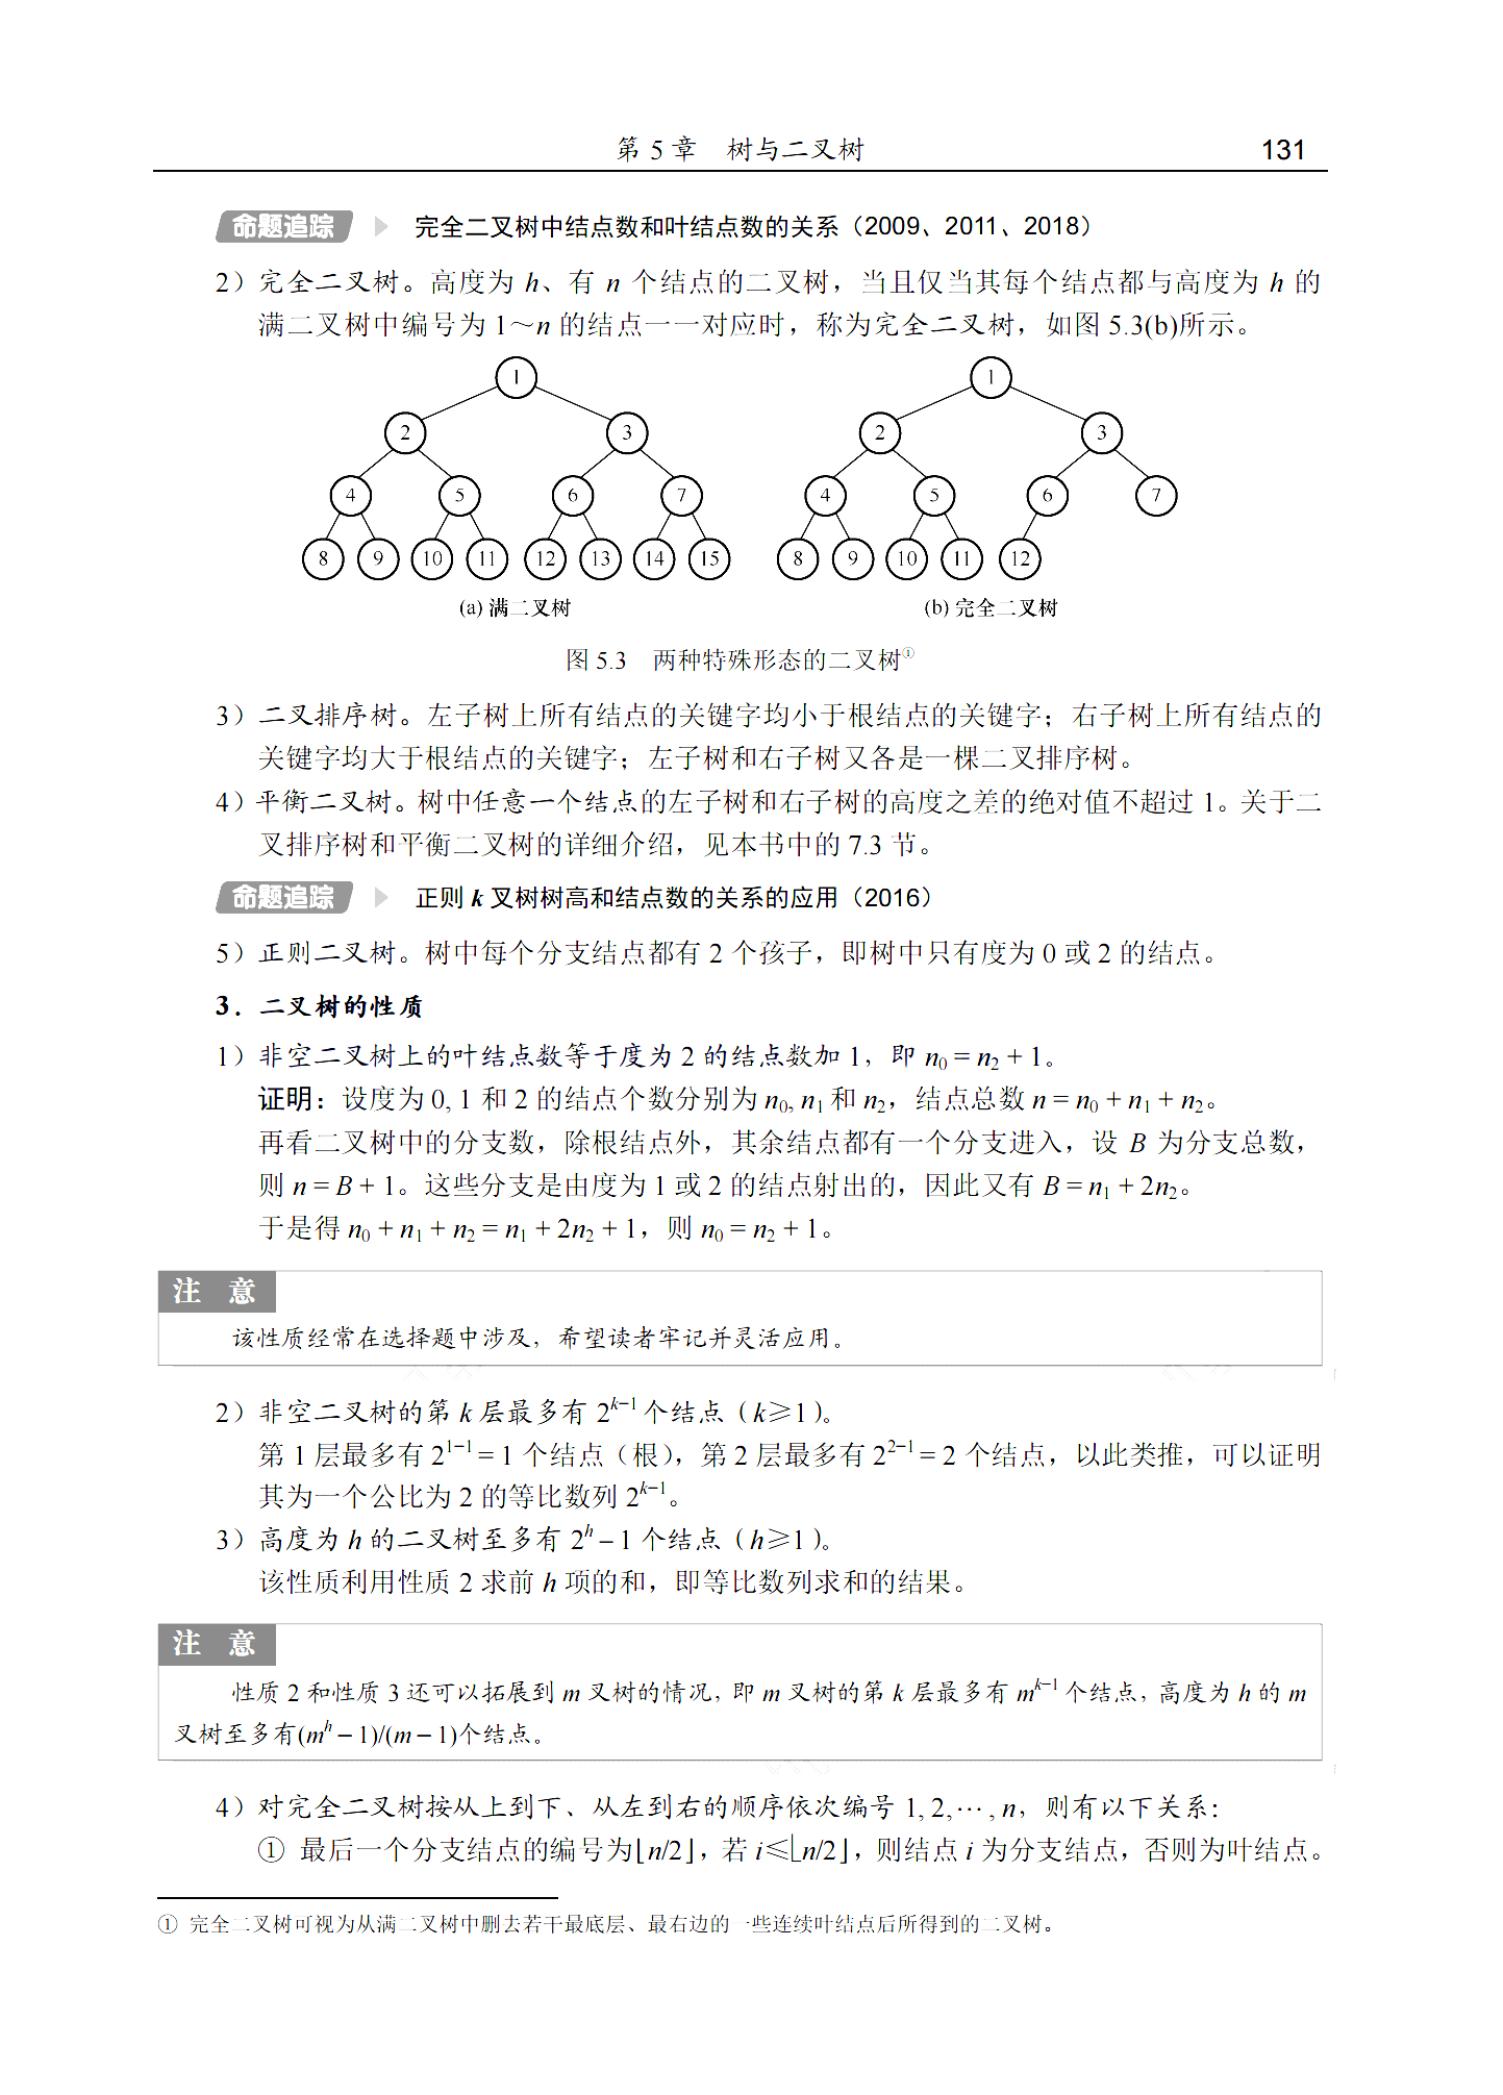 第 5 章 树与二叉树 131
命题追踪 完全二叉树中结点数和叶结点数的关系（2009、2011、2018）
2）完全二叉树。高度为 h、有 n 个结点的二叉树，当且仅当其每个结点都与高度为 h 的
满二叉树中编号为 1～n 的结点一一对应时，称为完全二叉树，如图 5.3(b)所示。
1 1
2 3 2 3
4 5 6 7 4 5 6 7
8 9 10 11 12 13 14 15 8 9 10 11 12
(a) 满二叉树 (b) 完全二叉树
图 5.3 两种特殊形态的二叉树①
3）二叉排序树。左子树上所有结点的关键字均小于根结点的关键字；右子树上所有结点的
关键字均大于根结点的关键字；左子树和右子树又各是一棵二叉排序树。
4）平衡二叉树。树中任意一个结点的左子树和右子树的高度之差的绝对值不超过 1。关于二
叉排序树和平衡二叉树的详细介绍，见本书中的 7.3 节。
命题追踪 正则 k 叉树树高和结点数的关系的应用（2016）
5）正则二叉树。树中每个分支结点都有 2 个孩子，即树中只有度为 0 或 2 的结点。
3．二叉树的性质
1）非空二叉树上的叶结点数等于度为 2 的结点数加 1，即 n₀ = n₂ + 1。
证明：设度为 0, 1 和 2 的结点个数分别为 n₀, n₁ 和 n₂，结点总数 n = n₀ + n₁ + n₂。
再看二叉树中的分支数，除根结点外，其余结点都有一个分支进入，设 B 为分支总数，
则 n = B + 1。这些分支是由度为 1 或 2 的结点射出的，因此又有 B = n₁ + 2n₂。
于是得 n₀ + n₁ + n₂ = n₁ + 2n₂ + 1，则 n₀ = n₂ + 1。
注 意
该性质经常在选择题中涉及，希望读者牢记并灵活应用。
2）非空二叉树的第 k 层最多有 2ᵏ⁻¹ 个结点（k≥1）。
第 1 层最多有 2¹⁻¹ = 1 个结点（根），第 2 层最多有 2²⁻¹ = 2 个结点，以此类推，可以证明
其为一个公比为 2 的等比数列 2ᵏ⁻¹。
3）高度为 h 的二叉树至多有 2ʰ – 1 个结点（h≥1）。
该性质利用性质 2 求前 h 项的和，即等比数列求和的结果。
注 意
性质 2 和性质 3 还可以拓展到 m 叉树的情况，即 m 叉树的第 k 层最多有 mᵏ⁻¹ 个结点，高度为 h 的 m
叉树至多有(mʰ – 1)/(m – 1)个结点。
4）对完全二叉树按从上到下、从左到右的顺序依次编号 1, 2,⋯ , n，则有以下关系:
① 最后一个分支结点的编号为⌊n/2⌋，若 i≤⌊n/2⌋，则结点 i 为分支结点，否则为叶结点。
① 完全二叉树可视为从满二叉树中删去若干最底层、最右边的一些连续叶结点后所得到的二叉树。